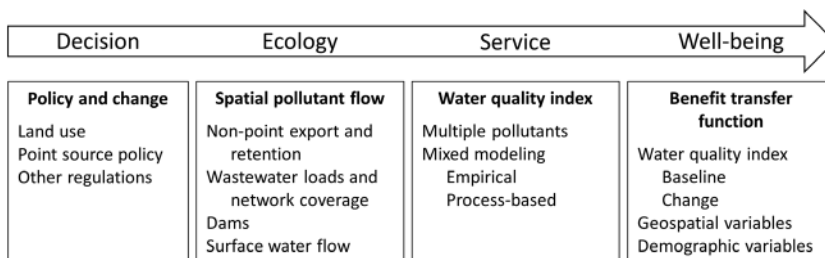 Decision Ecology Service Well-being
Policy and change
Land use
Point source policy
Other regulations
Spatial pollutant flow
Non-point export and
retention
Wastewater loads and
network coverage
Dams
Surface water flow
Water quality index
Multiple pollutants
Mixed modeling
Empirical
Process-based
Benefit transfer
function
Water quality index
Baseline
Change
Geospatial variables
Demographic variables